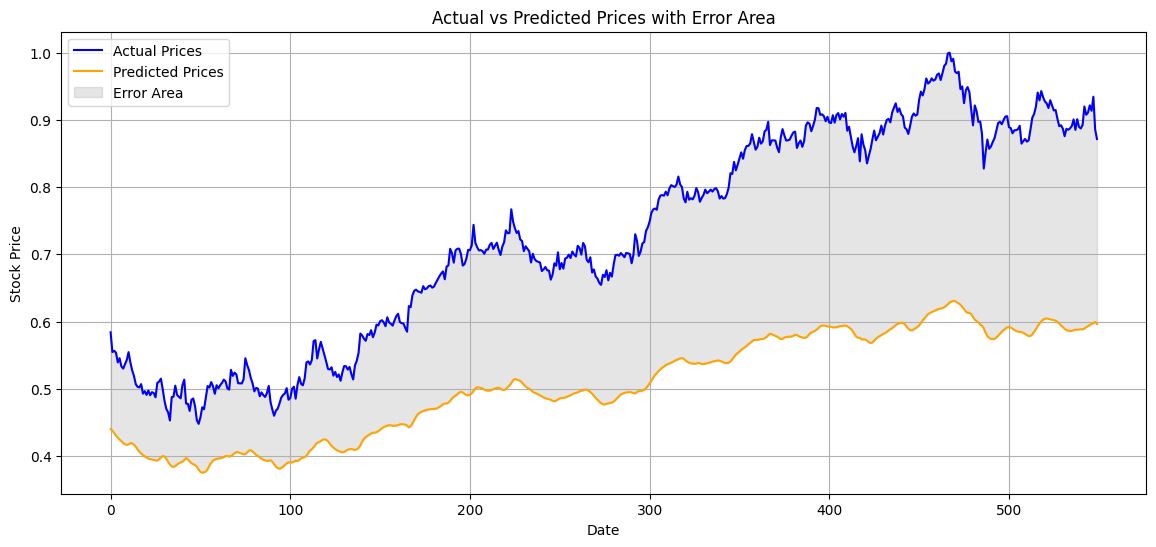 Actual vs Predicted Prices with Error Area
Actual Prices
Predicted Prices
Error Area
Stock Price
1.0
0.9
0.8
0.7
0.6
0.5
0.4
0 100 200 300 400 500
Date